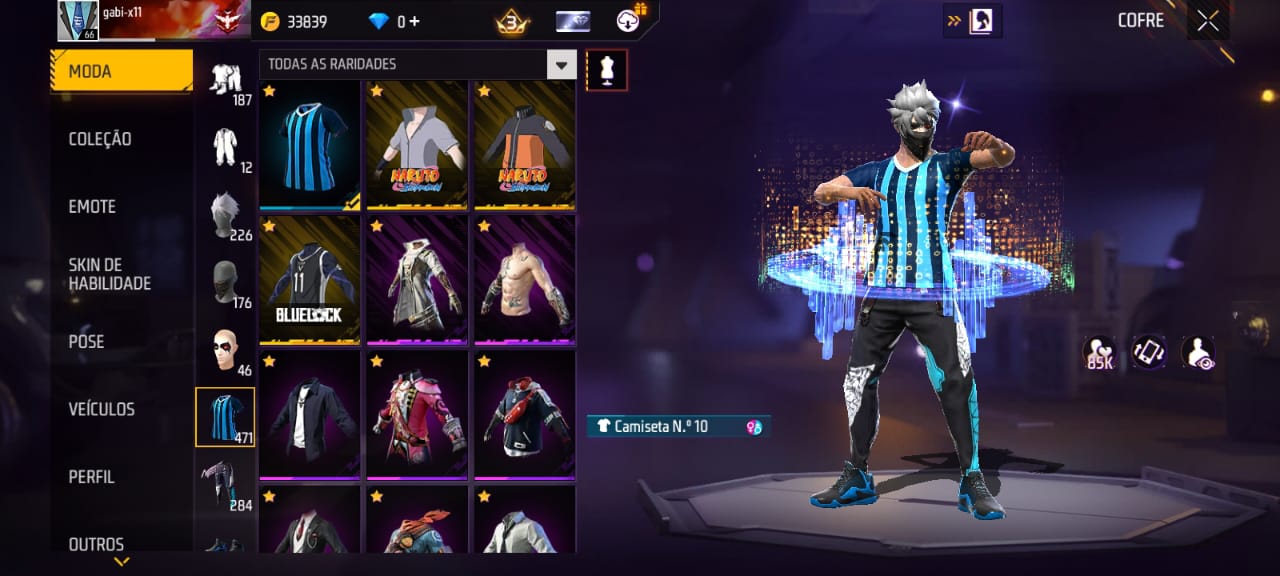 gabi-x11
66
33839
0 +
3
COFRE
MODA
COLEÇÃO
EMOTE
SKIN DE
HABILIDADE
POSE
VEÍCULOS
PERFIL
OUTROS
187
12
226
176
46
471
284
TODAS AS RARIDADES
NARUTO
NARUTO
11
BLUELOCK
Camiseta N.º 10
85K